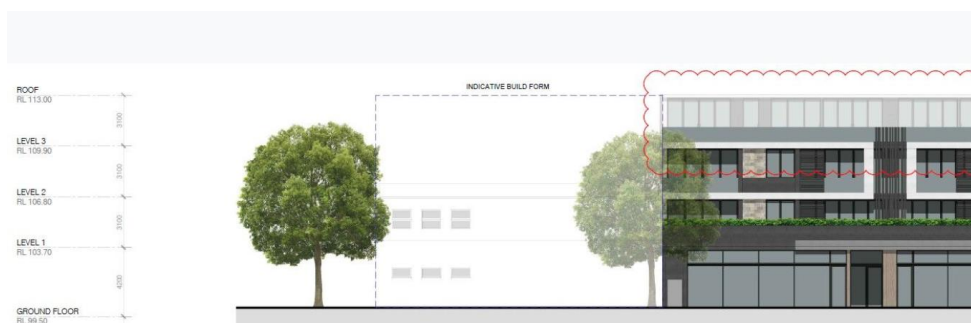 INDICATIVE BUILD FORM
ROOF
RL 113.00
3100
LEVEL 3
RL 109.90
3100
LEVEL 2
RL 106.80
3100
LEVEL 1
RL 103.70
4200
GROUND FLOOR
RL 99.50